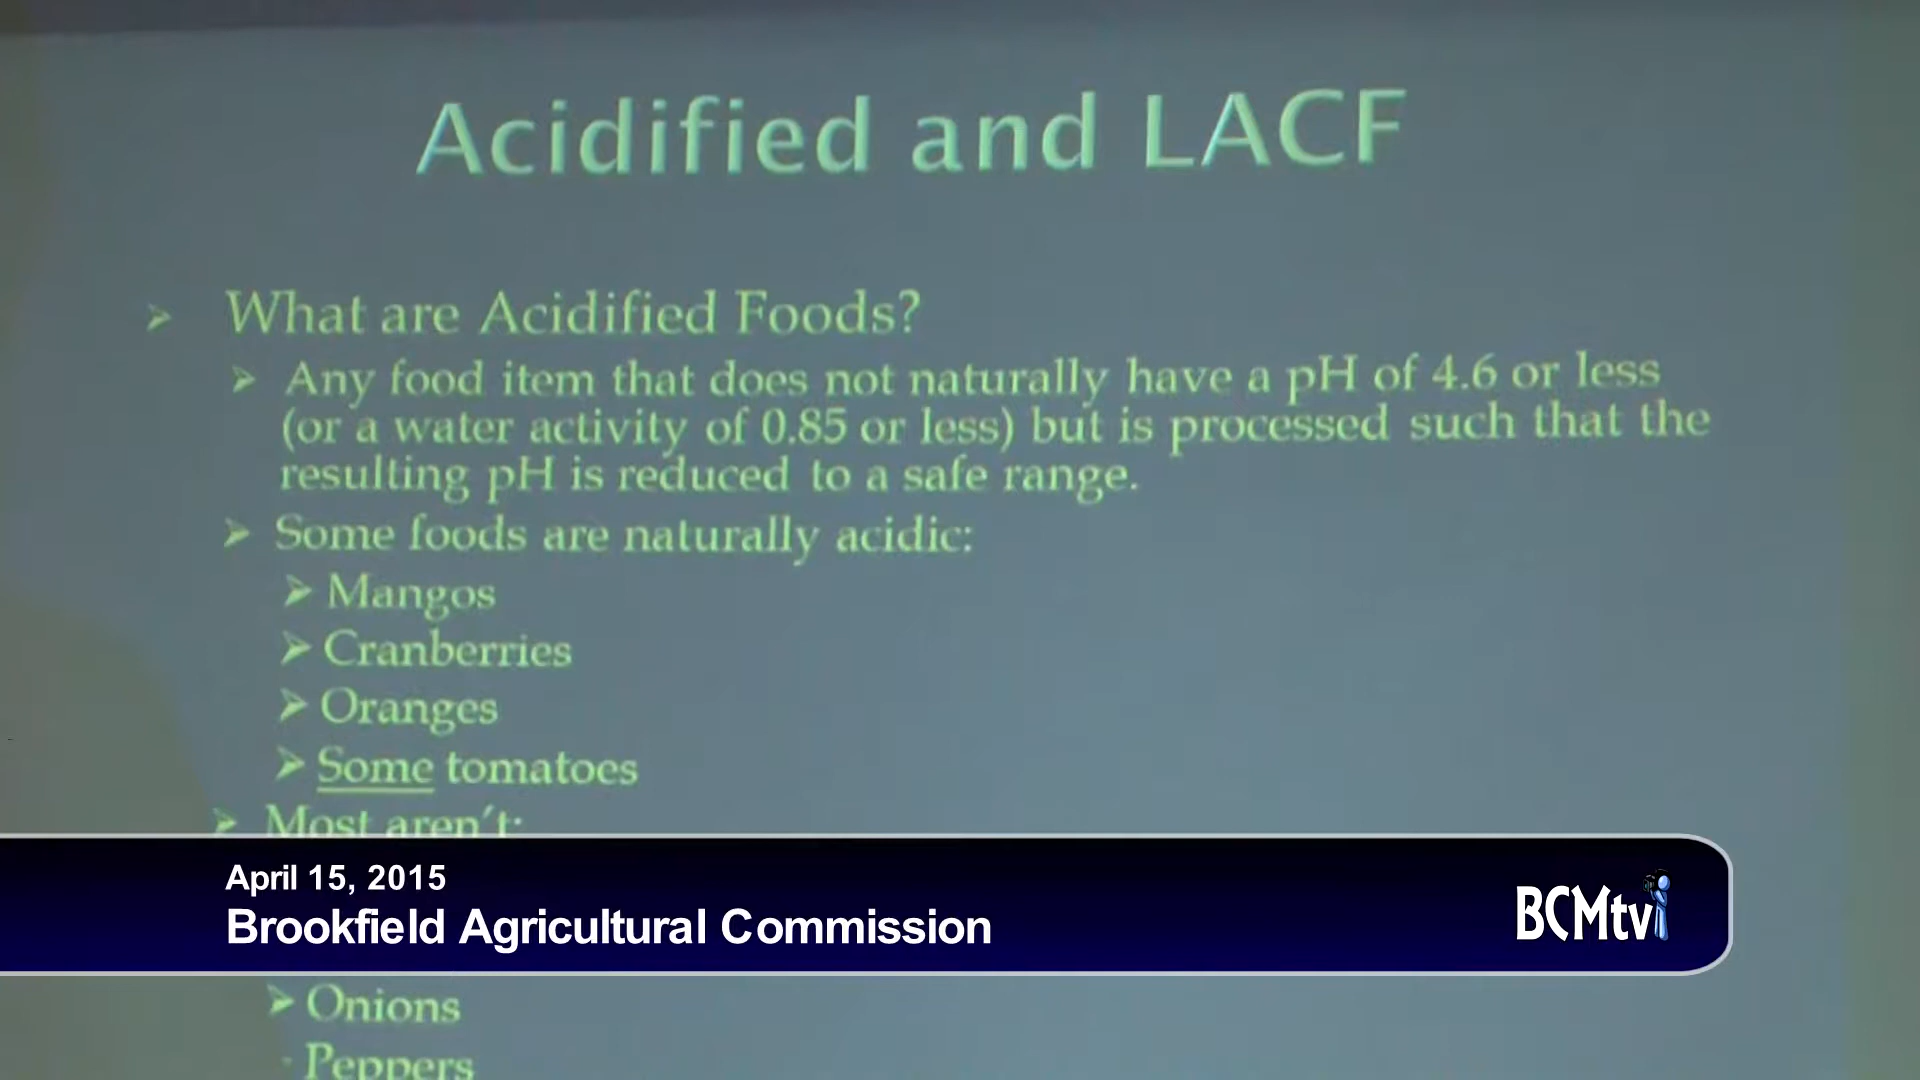 Acidified and LACF
➢ What are Acidified Foods?
➢ Any food item that does not naturally have a pH of 4.6 or less
(or a water activity of 0.85 or less) but is processed such that the
resulting pH is reduced to a safe range.
➢ Some foods are naturally acidic:
➢ Mangos
➢ Cranberries
➢ Oranges
➢ Some tomatoes
➢ Most aren't:
April 15, 2015
Brookfield Agricultural Commission
BCMtv
➢ Onions
Peppers